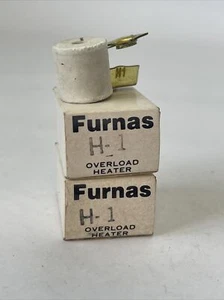 H1
Furnas
H-1
OVERLOAD
HEATER
Furnas
H-1
OVERLOAD
HEATER